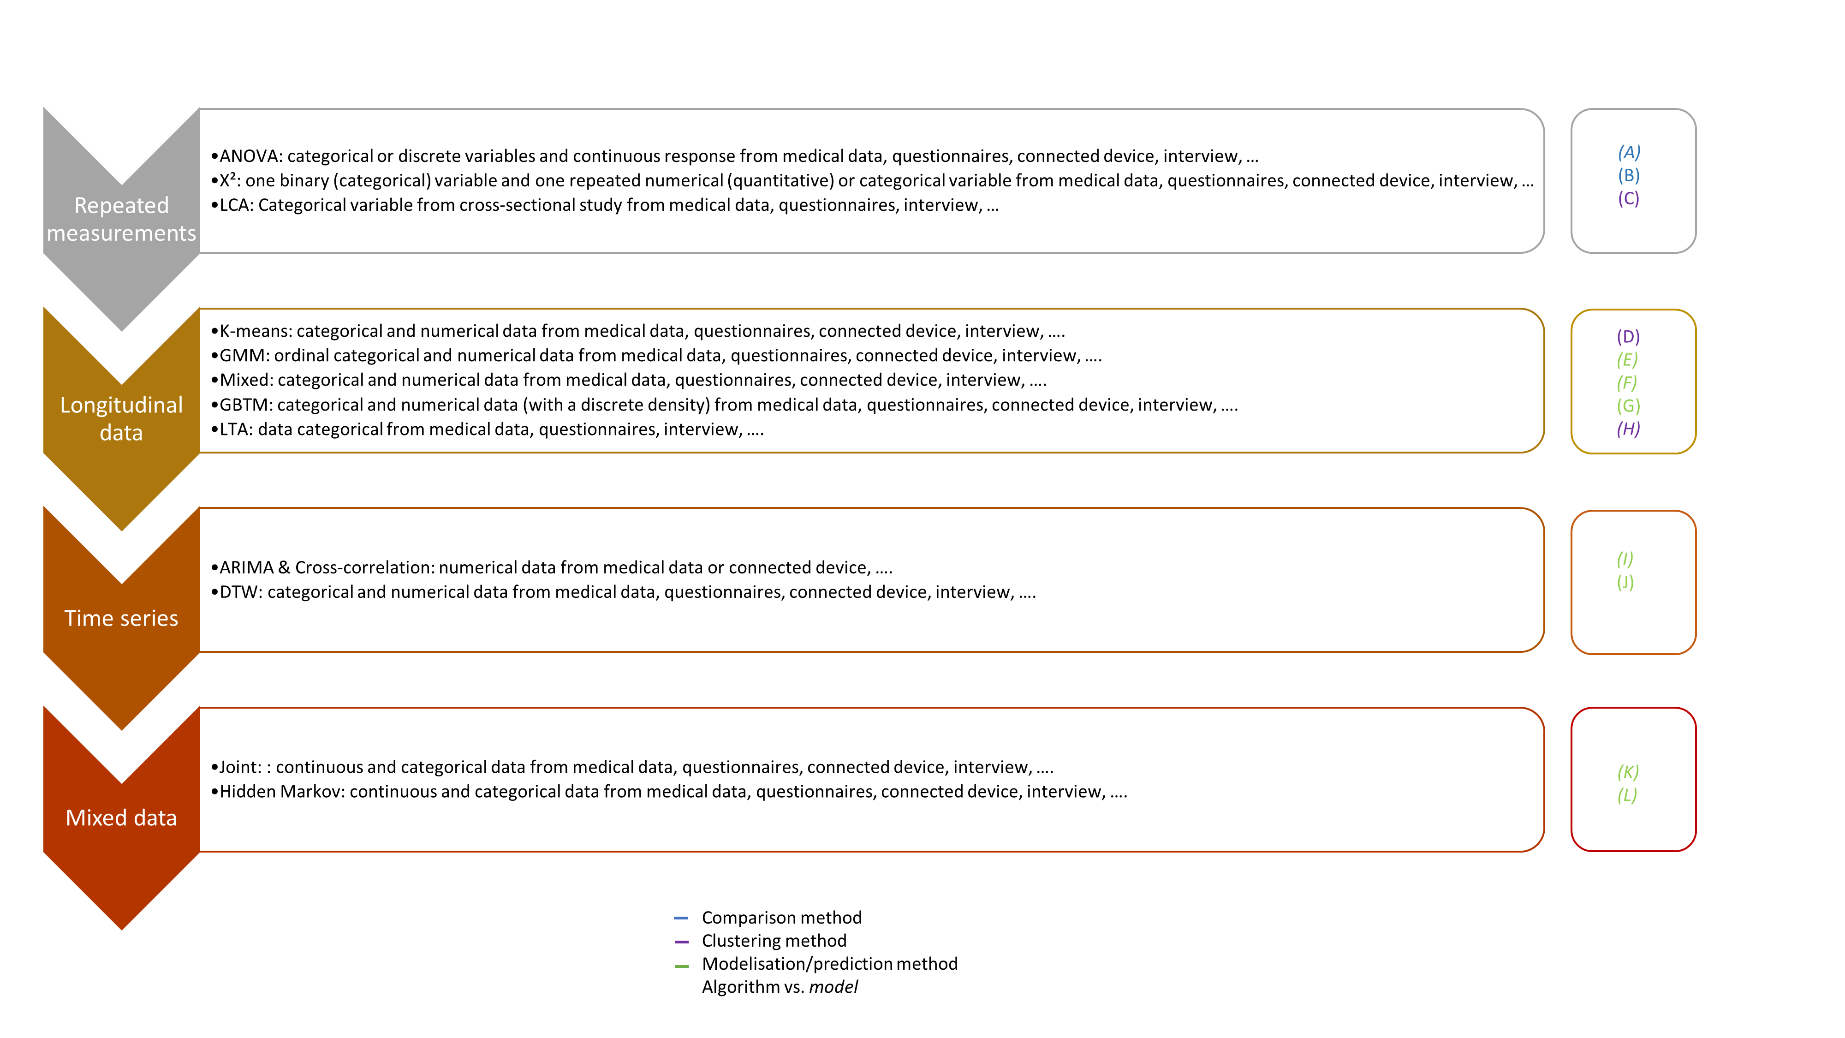 Repeated
measurements
•ANOVA: categorical or discrete variables and continuous response from medical data, questionnaires, connected device, interview, ...
•X²: one binary (categorical) variable and one repeated numerical (quantitative) or categorical variable from medical data, questionnaires, connected device, interview, ...
•LCA: Categorical variable from cross-sectional study from medical data, questionnaires, interview, ...
(A)
(B)
(C)
Longitudinal
data
•K-means: categorical and numerical data from medical data, questionnaires, connected device, interview, ....
•GMM: ordinal categorical and numerical data from medical data, questionnaires, connected device, interview, ....
•Mixed: categorical and numerical data from medical data, questionnaires, connected device, interview, ....
•GBTM: categorical and numerical data (with a discrete density) from medical data, questionnaires, connected device, interview, ....
•LTA: data categorical from medical data, questionnaires, interview, ....
(D)
(E)
(F)
(G)
(H)
Time series
•ARIMA & Cross-correlation: numerical data from medical data or connected device, ....
•DTW: categorical and numerical data from medical data, questionnaires, connected device, interview, ....
(I)
(J)
Mixed data
•Joint: : continuous and categorical data from medical data, questionnaires, connected device, interview, ....
•Hidden Markov: continuous and categorical data from medical data, questionnaires, connected device, interview, ....
(K)
(L)
Comparison method
Clustering method
Modelisation/prediction method
Algorithm vs. model